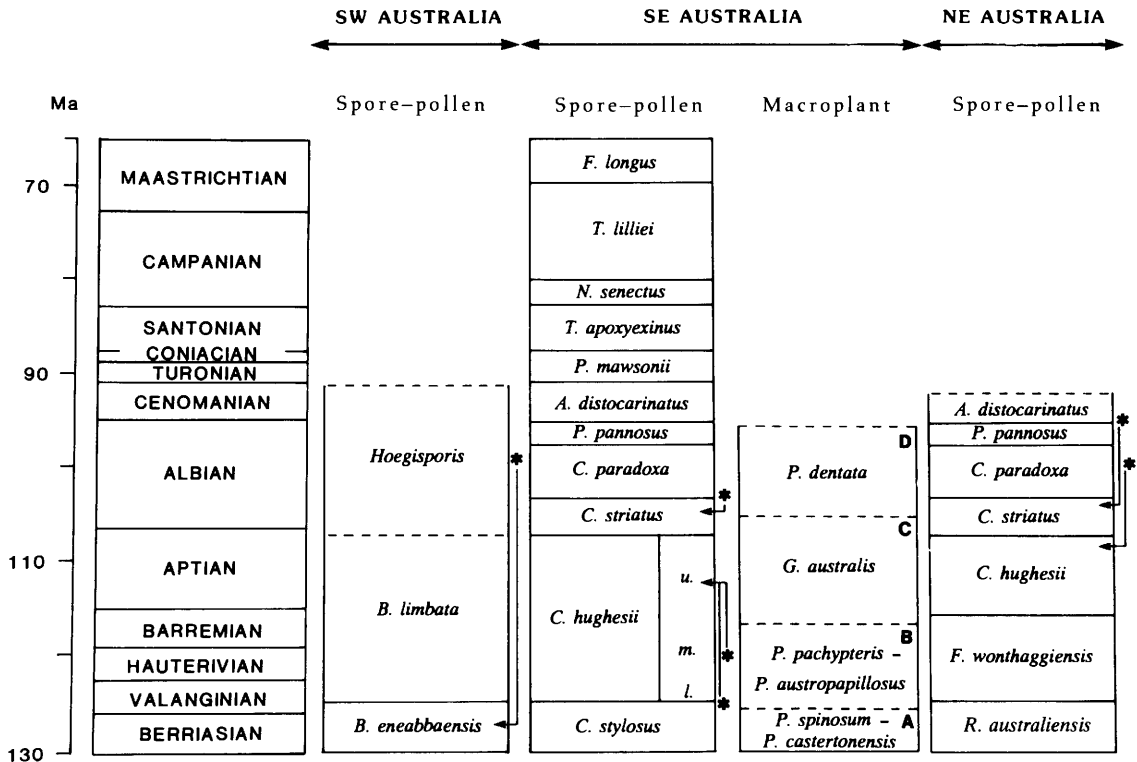 SW AUSTRALIA
SE AUSTRALIA
NE AUSTRALIA
Ma
Spore-pollen
Spore-pollen
Macroplant
Spore-pollen
70
90
110
130
MAASTRICHTIAN
CAMPANIAN
SANTONIAN
CONIACIAN
TURONIAN
CENOMANIAN
ALBIAN
APTIAN
BARREMIAN
HAUTERIVIAN
VALANGINIAN
BERRIASIAN
Hoegisporis
*
B. limbata
B. eneabbaensis
F. longus
T. lilliei
N. senectus
T. apoxyexinus
P. mawsonii
A. distocarinatus
P. pannosus
C. paradoxa
*
C. striatus
C. hughesii
u.
m.
*
l.
*
C. stylosus
D
P. dentata
C
G. australis
B
P. pachypteris –
P. austropapillosus
P. spinosum – A
P. castertonensis
A. distocarinatus
*
P. pannosus
*
C. paradoxa
C. striatus
C. hughesii
F. wonthaggiensis
R. australiensis